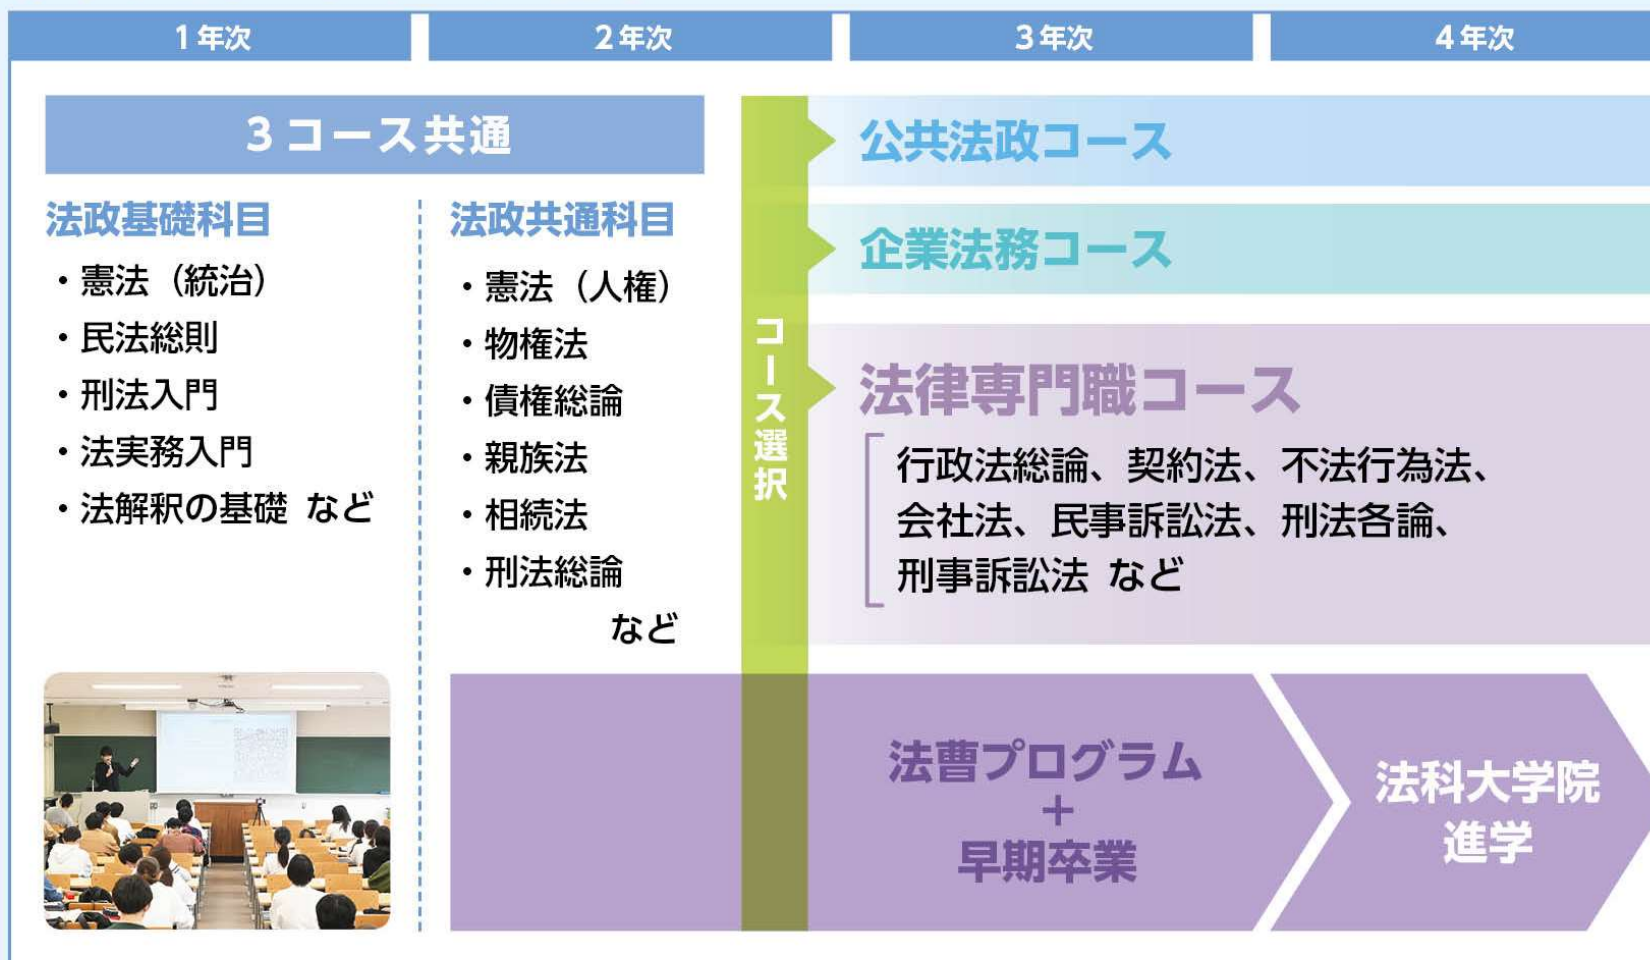 1年次
2年次
3年次
4年次
3コース共通
法政基礎科目
・憲法（統治）
・民法総則
・刑法入門
・法実務入門
・法解釈の基礎 など
法政共通科目
・憲法（人権）
・物権法
・債権総論
・親族法
・相続法
・刑法総論
など
コース選択
公共法政コース
企業法務コース
法律専門職コース
行政法総論、契約法、不法行為法、
会社法、民事訴訟法、刑法各論、
刑事訴訟法 など
法曹プログラム
+
早期卒業
法科大学院
進学